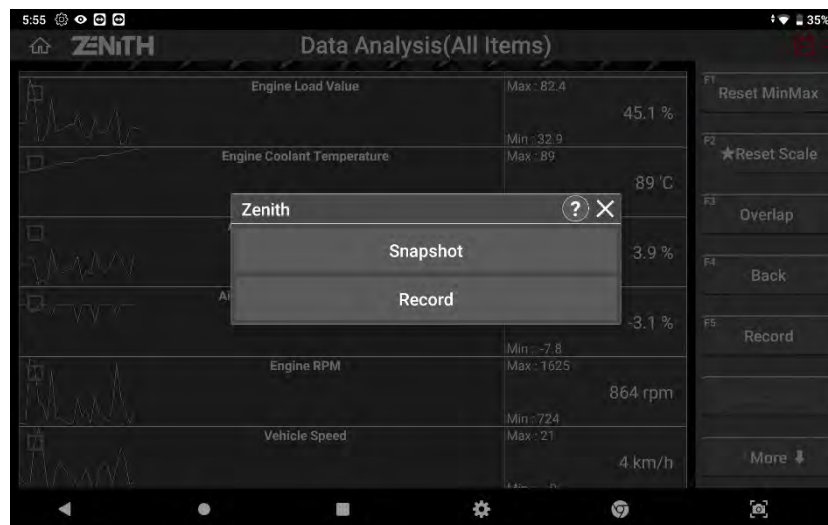 5:55
35%
ZENITH
Data Analysis(All Items)
Engine Load Value
Max : 82.4
45.1 %
Min : 32.9
F1
Reset MinMax
Engine Coolant Temperature
Max : 89
89 'C
F2
★Reset Scale
Zenith
?
Snapshot
Record
3.9 %
-3.1 %
Min : -7.8
F3
Overlap
F4
Back
F5
Record
Engine RPM
Max : 1625
864 rpm
Min : 724
Vehicle Speed
Max : 21
4 km/h
More